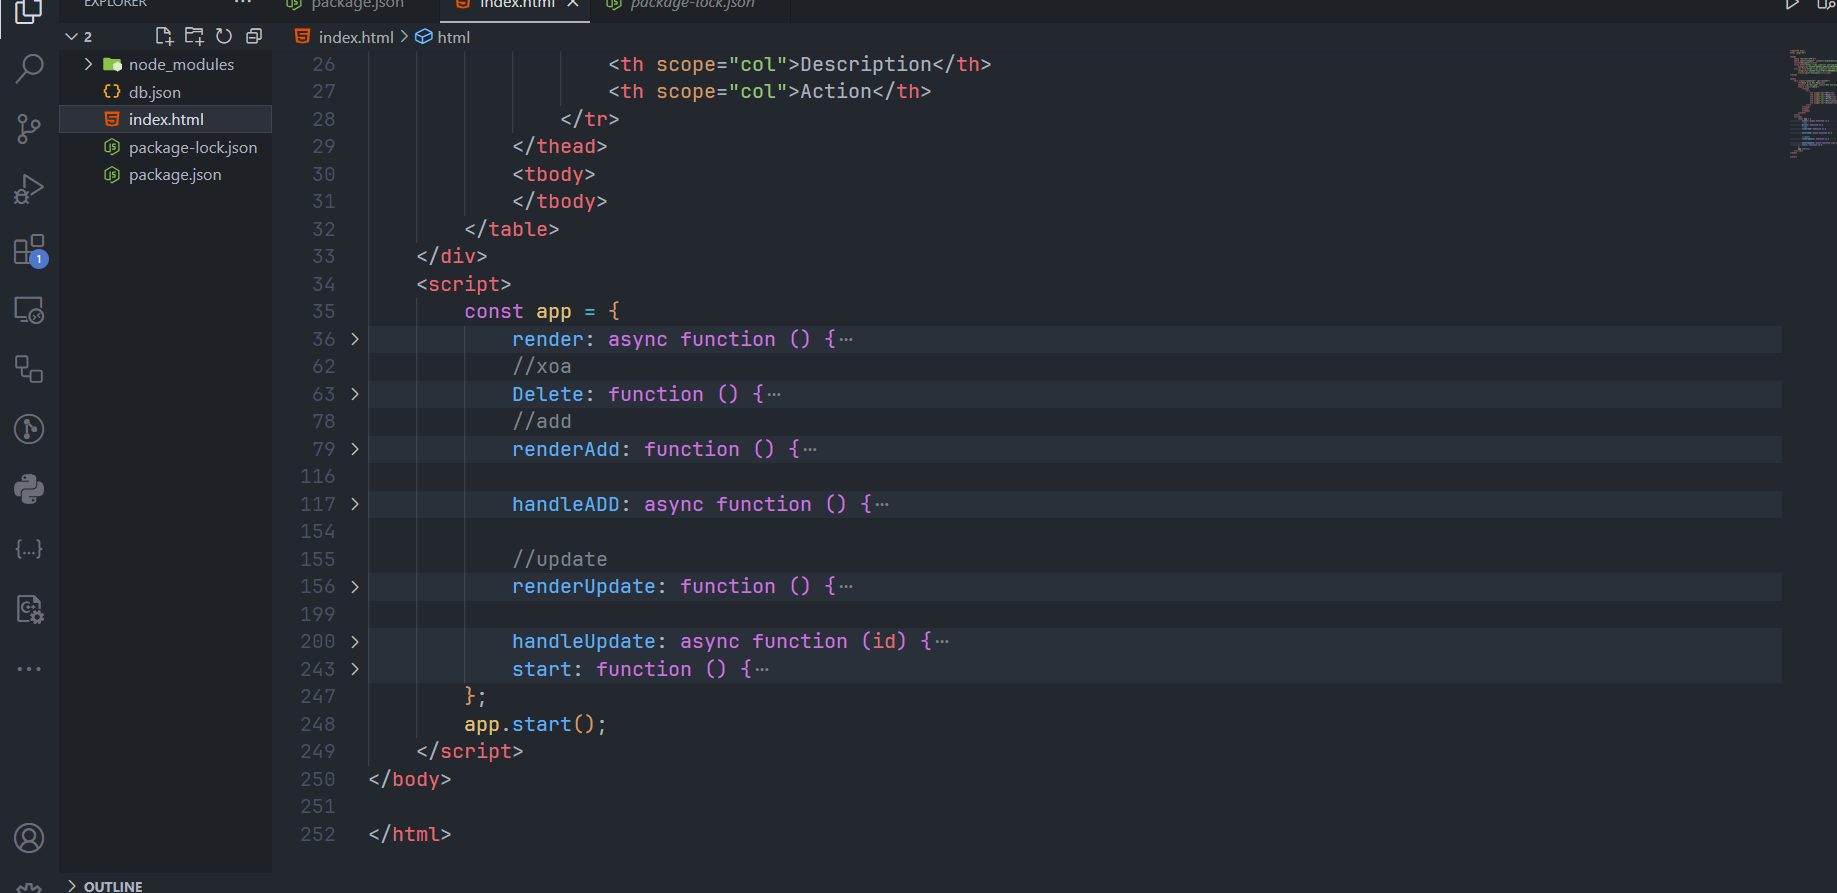 EXPLORER ···
package.json
index.html
package-lock.json
2
index.html > html
node_modules
db.json
index.html
package-lock.json
package.json
1
26 <th scope="col">Description</th>
27 <th scope="col">Action</th>
28 </tr>
29 </thead>
30 <tbody>
31 </tbody>
32 </table>
33 </div>
34 <script>
35 const app = {
36 render: async function () {···
62 //xoa
63 Delete: function () {···
78 //add
79 renderAdd: function () {···
116
117 handleADD: async function () {···
154
155 //update
156 renderUpdate: function () {···
199
200 handleUpdate: async function (id) {···
243 start: function () {···
247 };
248 app.start();
249 </script>
250 </body>
251
252 </html>
OUTLINE